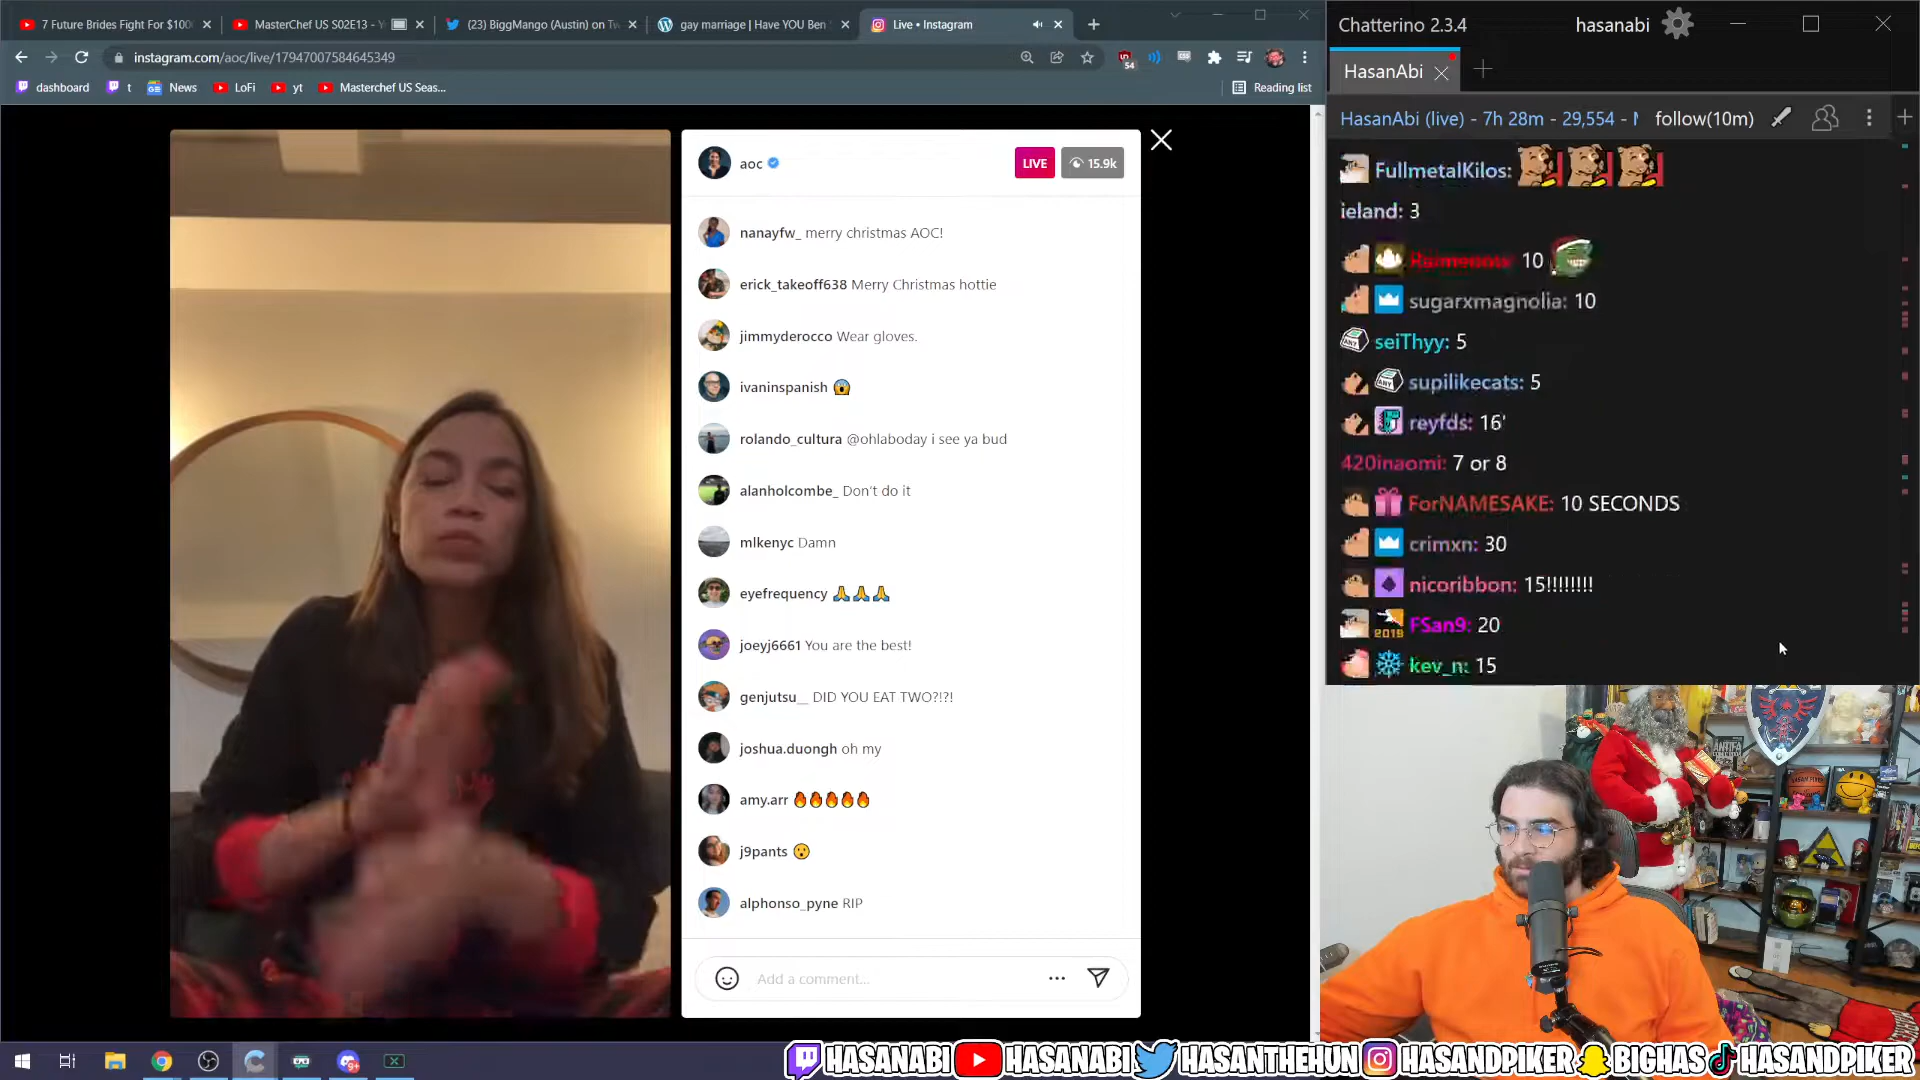 7 Future Brides Fight For $100
MasterChef US S02E13 - Y
(23) BiggMango (Austin) on Tw
gay marriage | Have YOU Ben
Live • Instagram
instagram.com/aoc/live/17947007584645349
54
dashboard
t
News
LoFi
yt
Masterchef US Seas...
Reading list
aoc
LIVE
15.9k
nanayfw_ merry christmas AOC!
erick_takeoff638 Merry Christmas hottie
jimmyderocco Wear gloves.
ivaninspanish
rolando_cultura @ohlaboday i see ya bud
alanholcombe_ Don't do it
mlkenyc Damn
eyefrequency
joeyj6661 You are the best!
genjutsu__ DID YOU EAT TWO?!?!
joshua.duongh oh my
amy.arr
j9pants
alphonso_pyne RIP
Add a comment...
Chatterino 2.3.4
hasanabi
HasanAbi
HasanAbi (live) - 7h 28m - 29,554 -
follow(10m)
FullmetalKilos:
ieland: 3
10
sugarxmagnolia: 10
ANY seiThyy: 5
ANY supilikecats: 5
reyfds: 16'
420inaomi: 7 or 8
ForNAMESAKE: 10 SECONDS
crimxn: 30
nicoribbon: 15!!!!!!!!
2019 FSan9: 20
kev_n: 15
HASANABI
HASANABI
HASANTHEHUN
HASANDPIKER
BIGHAS
HASANDPIKER